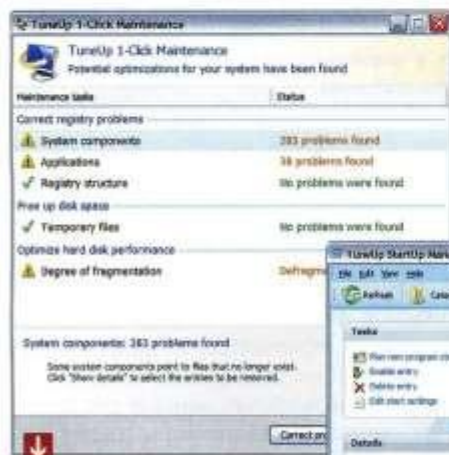 TuneUp 1-Click Maintenance
TuneUp 1-Click Maintenance
Potential optimizations for your system have been found
Maintenance tasks Status
Correct registry problems
System components 283 problems found
Applications 38 problems found
Registry structure No problems were found
Free up disk space
Temporary files No problems were found
Optimize hard disk performance
Degree of fragmentation Defragme
System components: 283 problems found
Some system components point to files that no longer exist.
Click "Show details" to select the entries to be removed.
Correct pro
TuneUp StartUp Mana
File Edit View Help
Refresh
Tasks
Enable entry
Delete entry
Edit start settings
Details